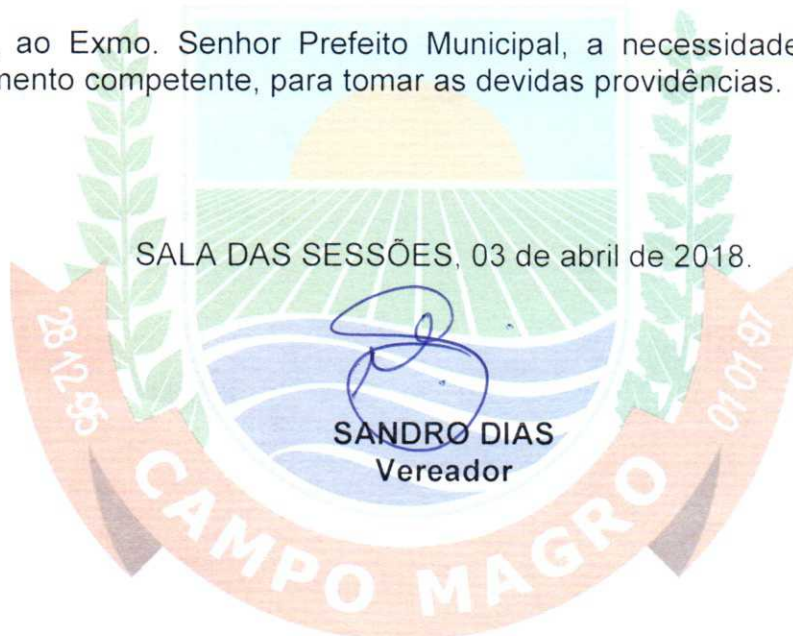 ao Exmo. Senhor Prefeito Municipal, a necessidade
mento competente, para tomar as devidas providências.
SALA DAS SESSÕES, 03 de abril de 2018.
SANDRO DIAS
Vereador
28 12 95
CAMPO MAGRO
01 01 97